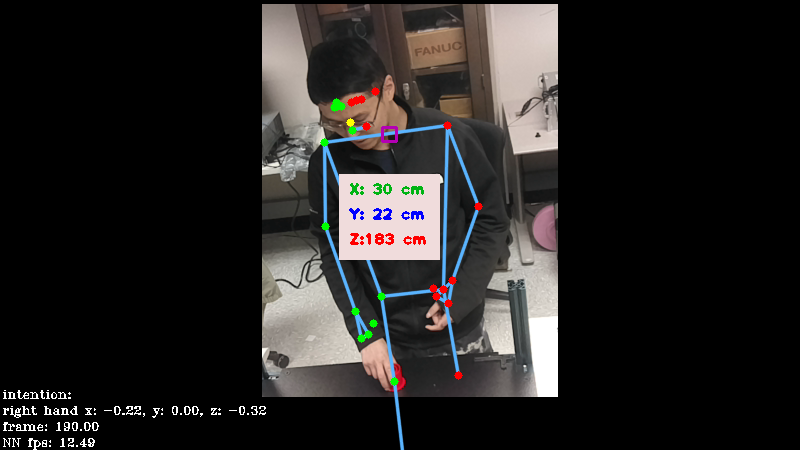 FANUC
X: 30 cm
Y: 22 cm
Z:183 cm
intention:
right hand x: -0.22, y: 0.00, z: -0.32
frame: 190.00
NN fps: 12.49